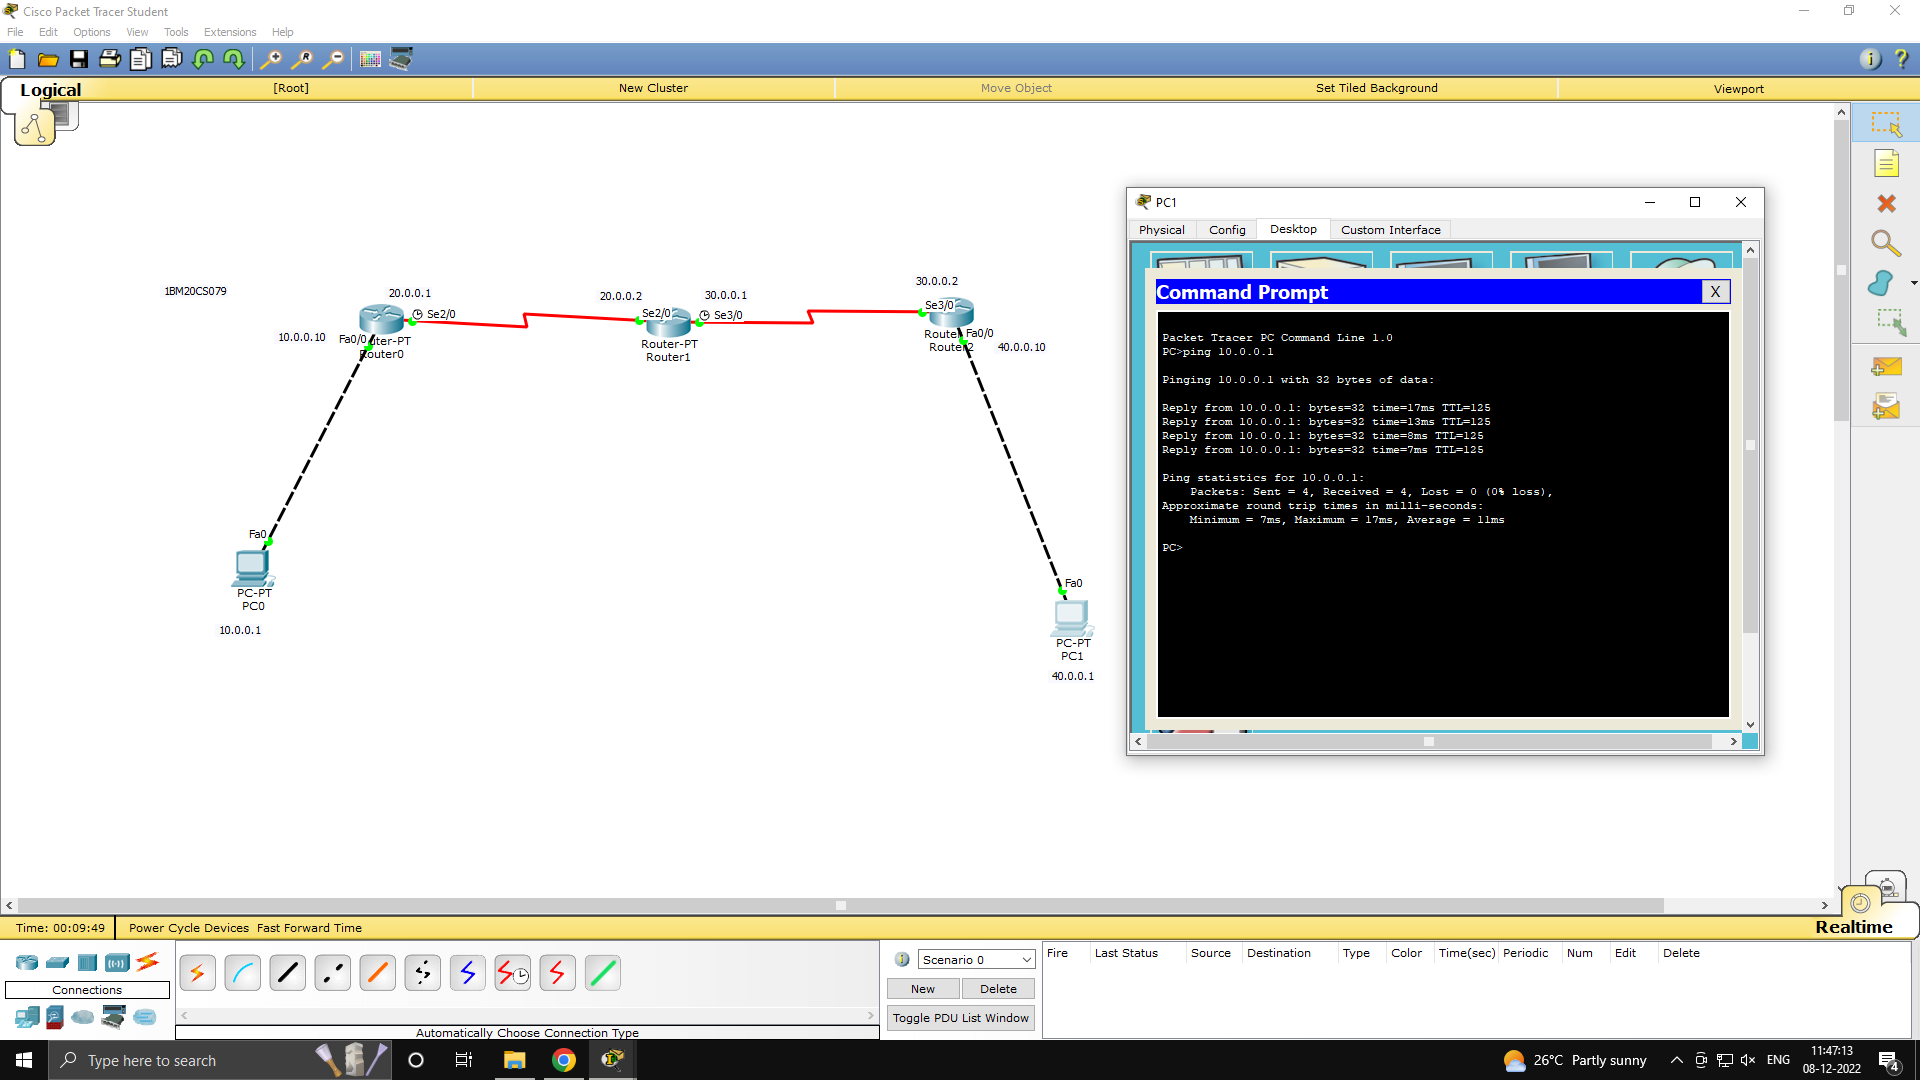 Cisco Packet Tracer Student
File Edit Options View Tools Extensions Help
Logical [Root] New Cluster Move Object Set Tiled Background Viewport
1BM20CS079
20.0.0.1
Se2/0
10.0.0.10
Fa0/0
uter-PT
Router0
20.0.0.2
30.0.0.1
Se2/0
Se3/0
Router-PT
Router1
30.0.0.2
Se3/0
Fa0/0
Router
Router2
40.0.0.10
Fa0
PC-PT
PC0
10.0.0.1
Fa0
PC-PT
PC1
40.0.0.1
PC1
Physical Config Desktop Custom Interface
Command Prompt X
Packet Tracer PC Command Line 1.0
PC>ping 10.0.0.1
Pinging 10.0.0.1 with 32 bytes of data:
Reply from 10.0.0.1: bytes=32 time=17ms TTL=125
Reply from 10.0.0.1: bytes=32 time=13ms TTL=125
Reply from 10.0.0.1: bytes=32 time=8ms TTL=125
Reply from 10.0.0.1: bytes=32 time=7ms TTL=125
Ping statistics for 10.0.0.1:
Packets: Sent = 4, Received = 4, Lost = 0 (0% loss),
Approximate round trip times in milli-seconds:
Minimum = 7ms, Maximum = 17ms, Average = 11ms
PC>
Time: 00:09:49 Power Cycle Devices Fast Forward Time
Realtime
Connections
Automatically Choose Connection Type
Scenario 0
New Delete
Toggle PDU List Window
Fire Last Status Source Destination Type Color Time(sec) Periodic Num Edit Delete
Type here to search
26°C Partly sunny
ENG
11:47:13
08-12-2022
4